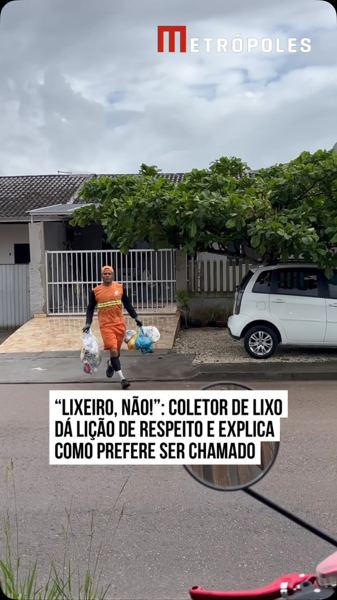 METRÓPOLES
“LIXEIRO, NÃO!”: COLETOR DE LIXO
DÁ LIÇÃO DE RESPEITO E EXPLICA
COMO PREFERE SER CHAMADO